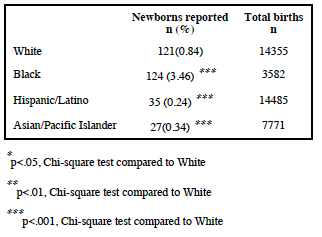 Newborns reported Total births
n (%) n
White 121(0.84) 14355
Black 124 (3.46) *** 3582
Hispanic/Latino 35 (0.24) *** 14485
Asian/Pacific Islander 27(0.34) *** 7771
*
p<.05, Chi-square test compared to White
**
p<.01, Chi-square test compared to White
***
p<.001, Chi-square test compared to White